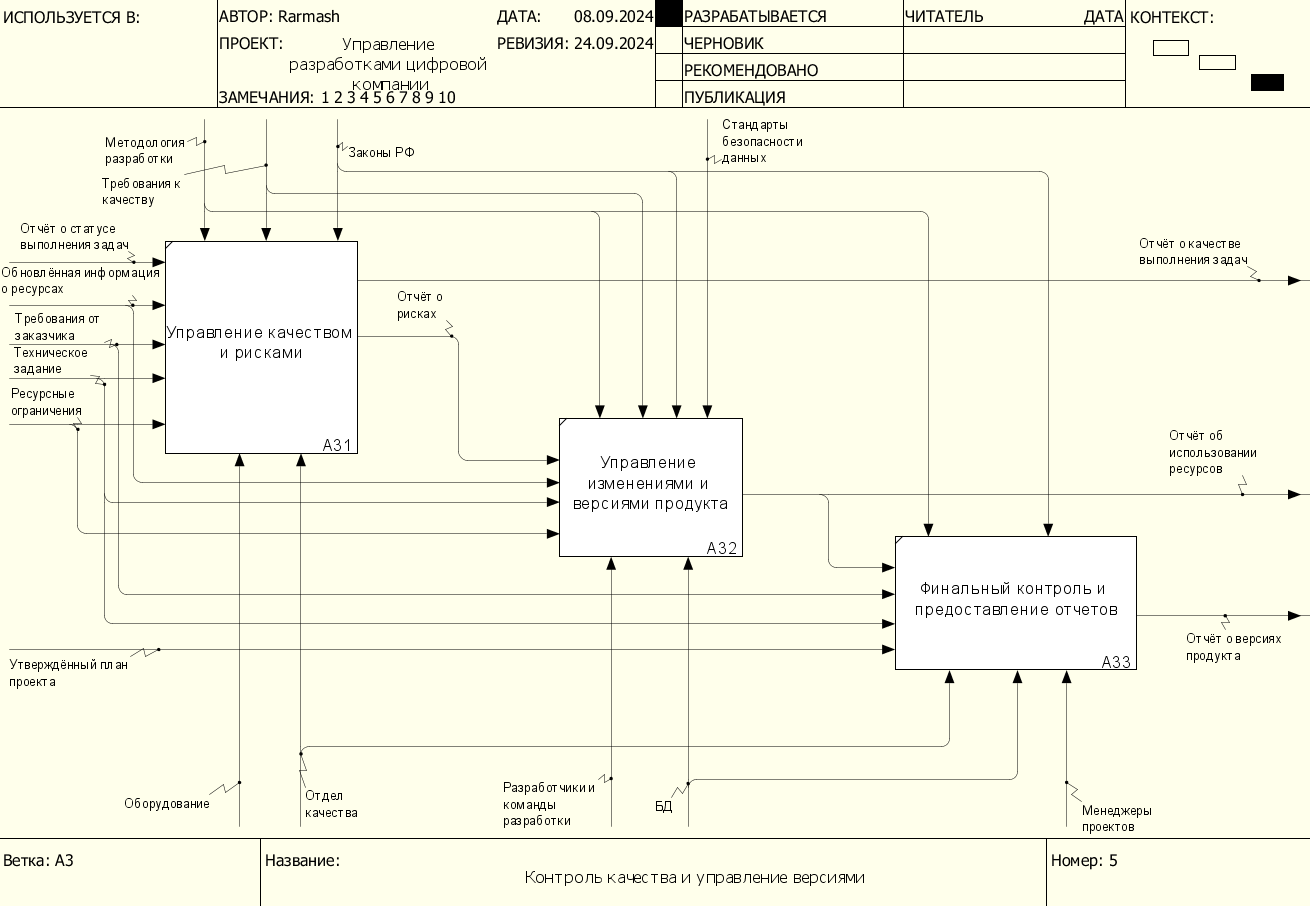 ИСПОЛЬЗУЕТСЯ В:
АВТОР: Rarmash
ДАТА: 08.09.2024
РАЗРАБАТЫВАЕТСЯ
ЧИТАТЕЛЬ
ДАТА
КОНТЕКСТ:
ПРОЕКТ:
Управление
разработками цифровой
компании
РЕВИЗИЯ: 24.09.2024
ЧЕРНОВИК
РЕКОМЕНДОВАНО
ЗАМЕЧАНИЯ: 1 2 3 4 5 6 7 8 9 10
ПУБЛИКАЦИЯ
Методология
разработки
Требования к
качеству
Законы РФ
Стандарты
безопасности
данных
Отчёт о статусе
выполнения задач
Обновлённая информация
о ресурсах
Требования от
заказчика
Техническое
задание
Ресурсные
ограничения
Управление качеством
и рисками
A31
Отчёт о
рисках
Отчёт о качестве
выполнения задач
Управление
изменениями и
версиями продукта
A32
Отчёт об
использовании
ресурсов
Финальный контроль и
предоставление отчетов
A33
Отчёт о версиях
продукта
Утверждённый план
проекта
Оборудование
Отдел
качества
Разработчики и
команды
разработки
БД
Менеджеры
проектов
Ветка: A3
Название:
Контроль качества и управление версиями
Номер: 5